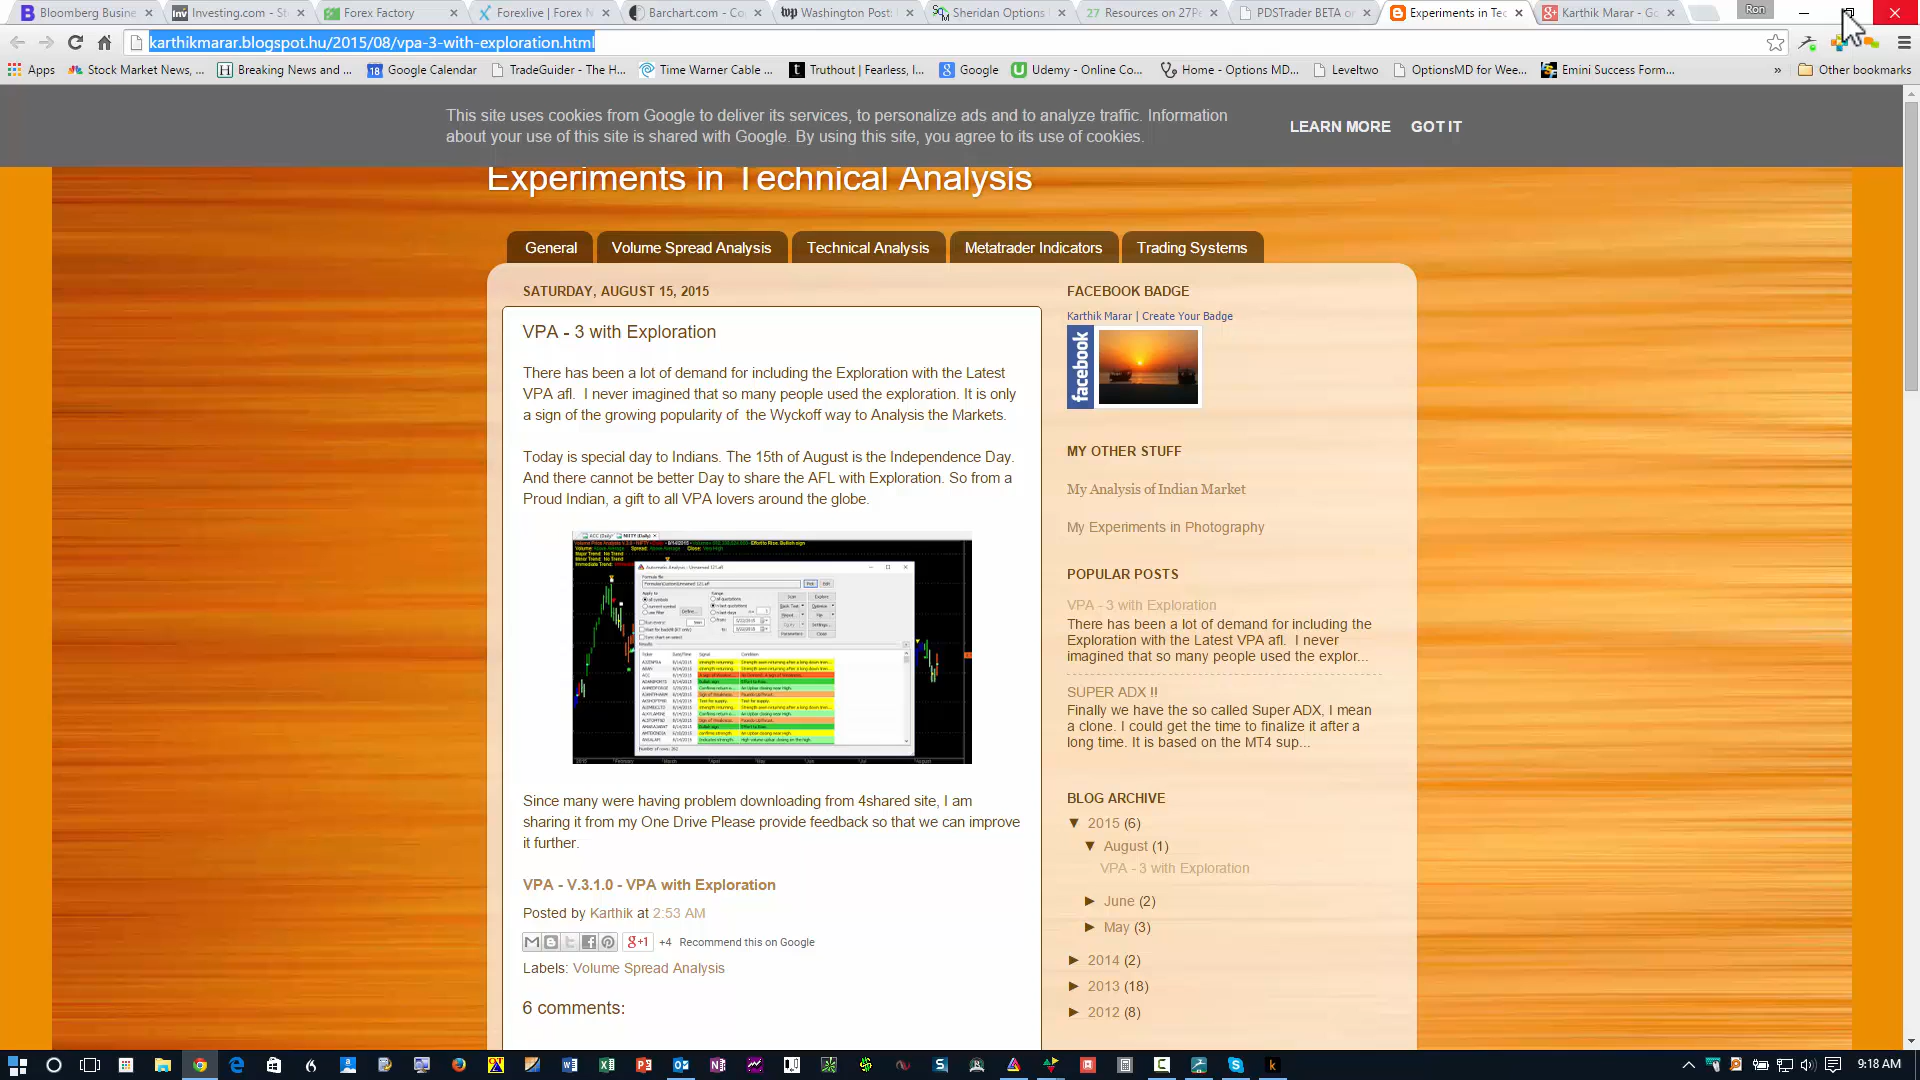 Bloomberg Busine
Investing.com - St
Forex Factory
Forexlive | Forex N
Barchart.com - Co
Washington Post:
Sheridan Options
Resources on 27Pe
PDSTrader BETA or
Experiments in Tec
Karthik Marar - Go
Ron
karthikmarar.blogspot.hu/2015/08/vpa-3-with-exploration.html
Apps
Stock Market News, ...
Breaking News and ...
Google Calendar
TradeGuider - The H...
Time Warner Cable ...
Truthout | Fearless, I...
Google
Udemy - Online Co...
Home - Options MD...
Leveltwo
OptionsMD for Wee...
Emini Success Form...
» Other bookmarks
This site uses cookies from Google to deliver its services, to personalize ads and to analyze traffic. Information
about your use of this site is shared with Google. By using this site, you agree to its use of cookies.
LEARN MORE GOT IT
Experiments in Technical Analysis
General
Volume Spread Analysis
Technical Analysis
Metatrader Indicators
Trading Systems
SATURDAY, AUGUST 15, 2015
VPA - 3 with Exploration
There has been a lot of demand for including the Exploration with the Latest
VPA afl. I never imagined that so many people used the exploration. It is only
a sign of the growing popularity of the Wyckoff way to Analysis the Markets.
Today is special day to Indians. The 15th of August is the Independence Day.
And there cannot be better Day to share the AFL with Exploration. So from a
Proud Indian, a gift to all VPA lovers around the globe.
Since many were having problem downloading from 4shared site, I am
sharing it from my One Drive Please provide feedback so that we can improve
it further.
VPA - V.3.1.0 - VPA with Exploration
Posted by Karthik at 2:53 AM
+1 +4 Recommend this on Google
Labels: Volume Spread Analysis
6 comments:
FACEBOOK BADGE
Karthik Marar | Create Your Badge
facebook
MY OTHER STUFF
My Analysis of Indian Market
My Experiments in Photography
POPULAR POSTS
VPA - 3 with Exploration
There has been a lot of demand for including the
Exploration with the Latest VPA afl. I never
imagined that so many people used the explor...
SUPER ADX !!
Finally we have the so called Super ADX, I mean
a clone. I could get the time to finalize it after a
long time. It is based on the MT4 sup...
BLOG ARCHIVE
▼ 2015 (6)
▼ August (1)
VPA - 3 with Exploration
► June (2)
► May (3)
► 2014 (2)
► 2013 (18)
► 2012 (8)
9:18 AM